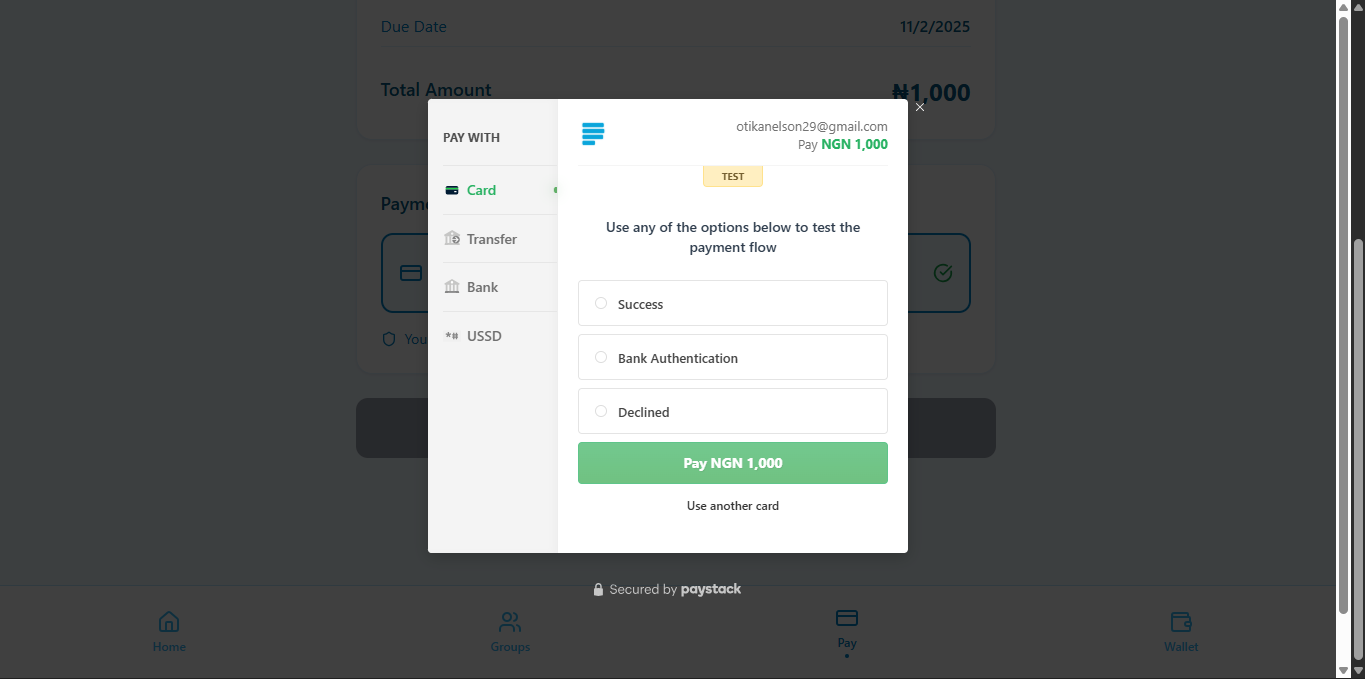 Due Date
11/2/2025
Total Amount
₦1,000
PAY WITH
Card
Transfer
Bank
USSD
otikanelson29@gmail.com
Pay NGN 1,000
TEST
Use any of the options below to test the
payment flow
Success
Bank Authentication
Declined
Pay NGN 1,000
Use another card
Paym
You
Secured by paystack
Home
Groups
Pay
Wallet